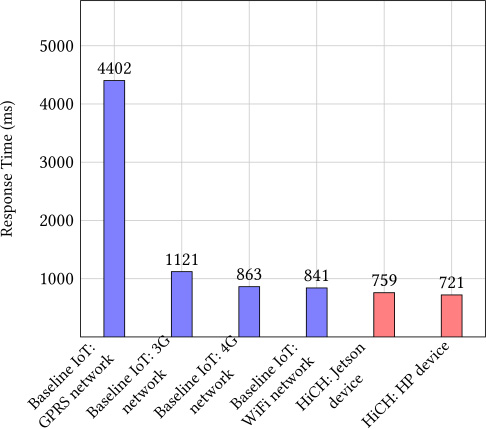 Response Time (ms)
5000
4000
3000
2000
1000
4402
1121
863
841
759
721
Baseline IoT:
GPRS network
Baseline IoT: 3G
network
Baseline IoT: 4G
network
Baseline IoT:
WiFi network
HiCH: Jetson
device
HiCH: HP device